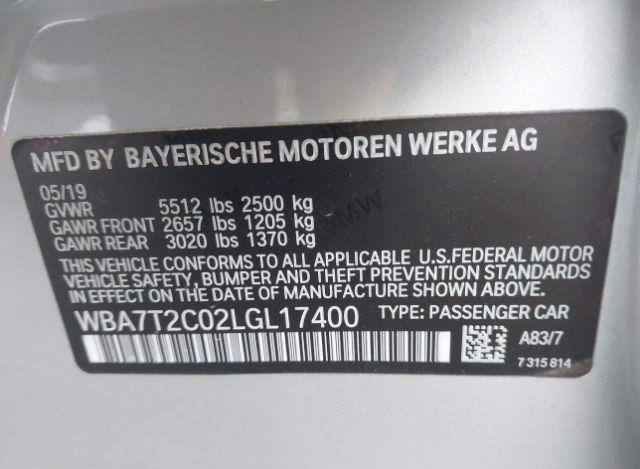 MFD BY BAYERISCHE MOTOREN WERKE AG
05/19
GVWR 5512 lbs 2500 kg
GAWR FRONT 2657 lbs 1205 kg
GAWR REAR 3020 lbs 1370 kg
THIS VEHICLE CONFORMS TO ALL APPLICABLE U.S.FEDERAL MOTOR
VEHICLE SAFETY, BUMPER AND THEFT PREVENTION STANDARDS
IN EFFECT ON THE DATE OF MANUFACTURE SHOWN ABOVE.
WBA7T2C02LGL17400 TYPE: PASSENGER CAR
A83/7
7 315 814